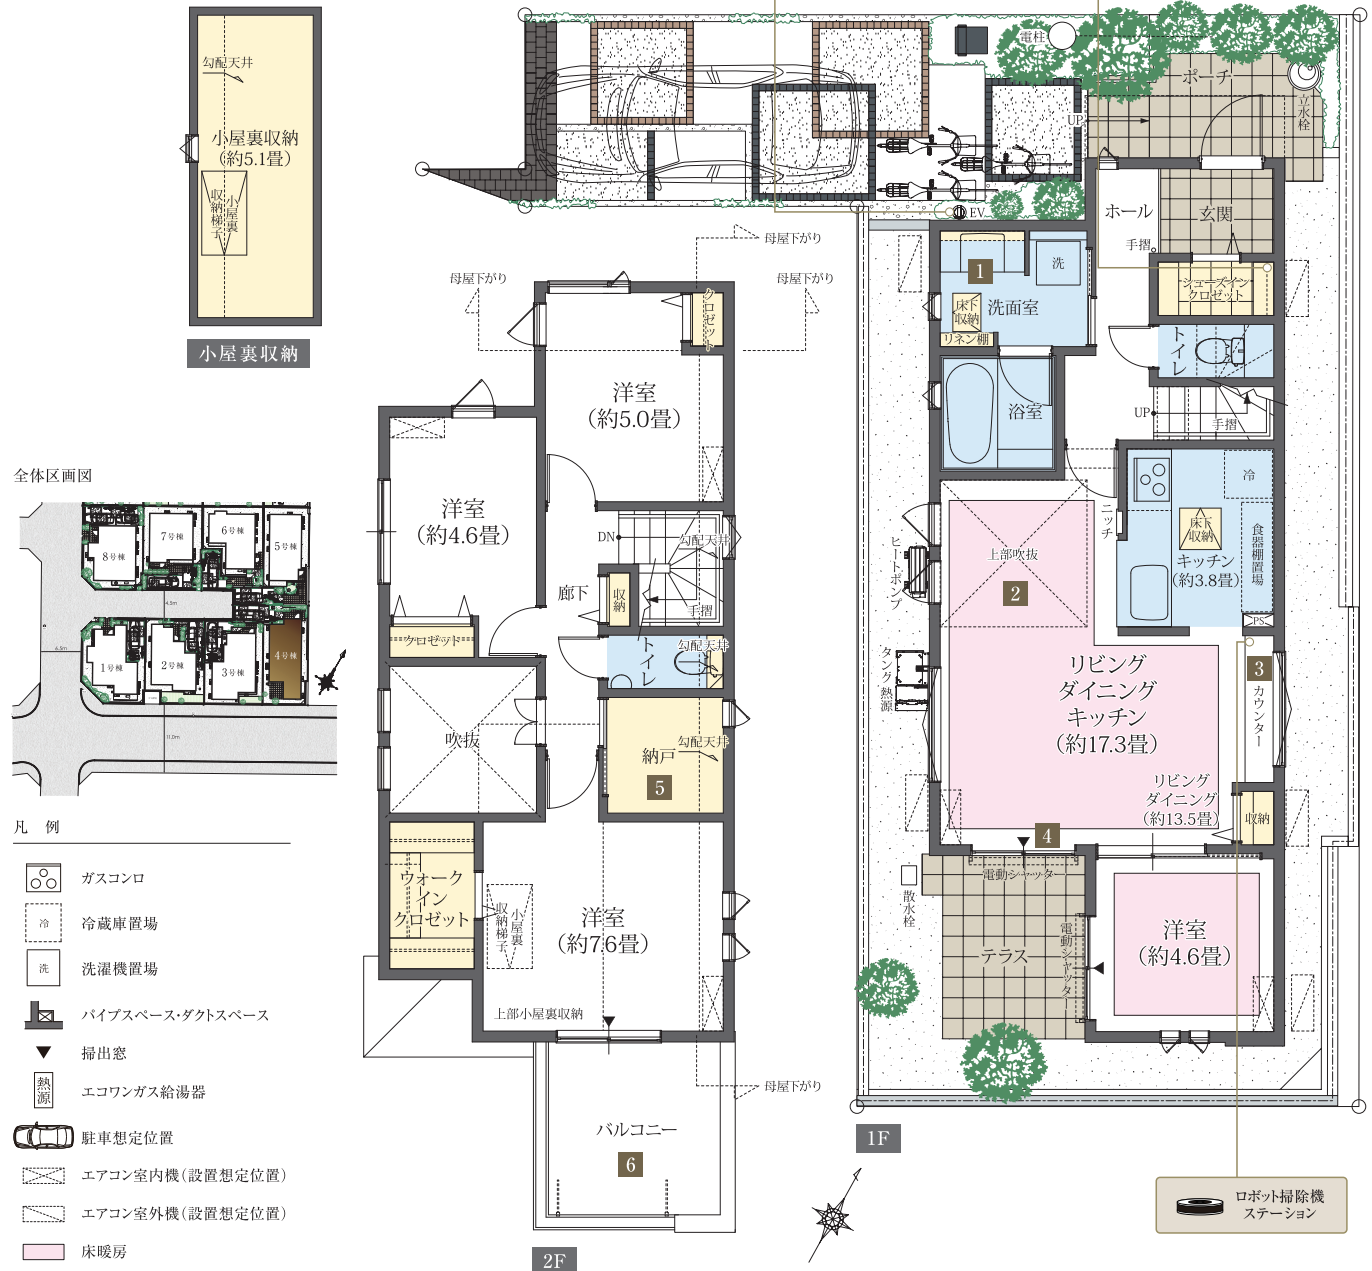 勾配天井
小屋裏収納
(約5.1畳)
小屋裏
収納梯子
小屋裏収納
全体区画図
8号棟
7号棟
6号棟
5号棟
4.5m
6.5m
1号棟
2号棟
3号棟
4号棟
11.0m
凡 例
ガスコンロ
冷
冷蔵庫置場
洗
洗濯機置場
パイプスペース・ダクトスペース
掃出窓
熱源
エコワンガス給湯器
駐車想定位置
エアコン室内機(設置想定位置)
エアコン室外機(設置想定位置)
床暖房
母屋下がり
母屋下がり
母屋下がり
クロゼット
洋室
(約5.0畳)
洋室
(約4.6畳)
DN
勾配天井
廊下
収納
手摺
クロゼット
トイレ
勾配天井
吹抜
納戸
勾配天井
5
ウォーク
イン
クロゼット
小屋裏
収納梯子
洋室
(約7.6畳)
上部小屋裏収納
母屋下がり
バルコニー
6
2F
電柱
ポーチ
立水栓
UP
EV
ホール
玄関
手摺
1
洗
洗面室
床下
収納
リネン棚
シューズイン
クロゼット
トイレ
浴室
UP
手摺
冷
ニッチ
床下
収納
食器棚置場
キッチン
(約3.8畳)
PS
ヒートポンプ
上部吹抜
2
タンク
熱源
リビング
ダイニング
キッチン
(約17.3畳)
3
カウンター
リビング
ダイニング
(約13.5畳)
収納
4
電動シャッター
散水栓
テラス
電動シャッター
洋室
(約4.6畳)
1F
ロボット掃除機
ステーション